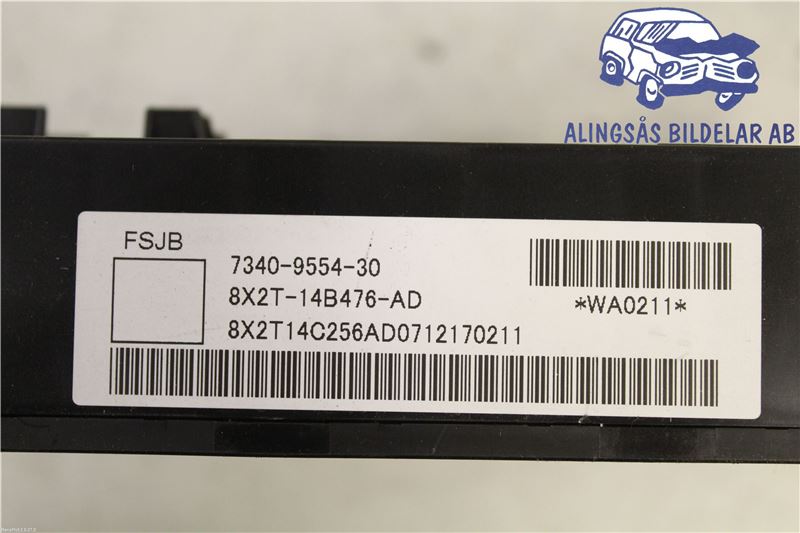 ALINGSÅS BILDELAR AB
FSJB
7340-9554-30
8X2T-14B476-AD
8X2T14C256AD0712170211
*WA0211*